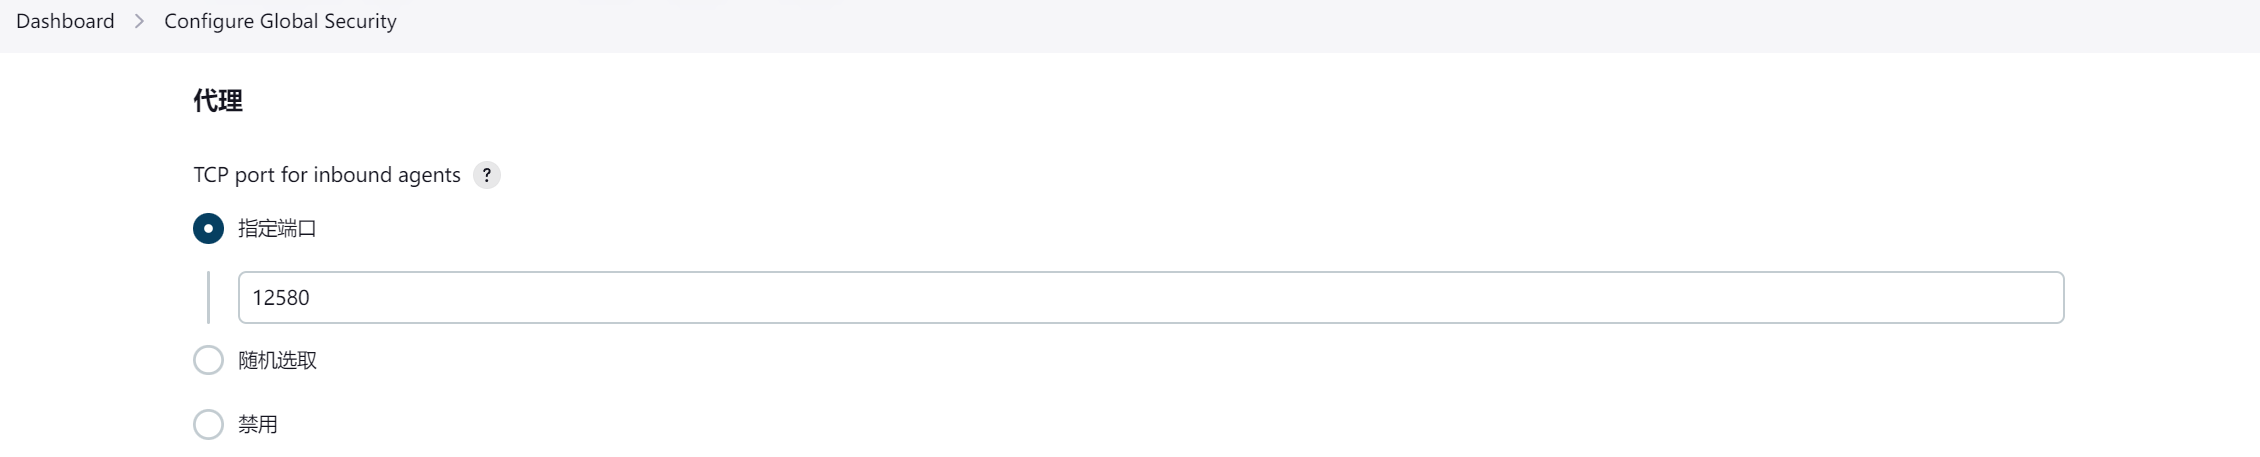 Dashboard > Configure Global Security
代理
TCP port for inbound agents ?
指定端口
12580
随机选取
禁用